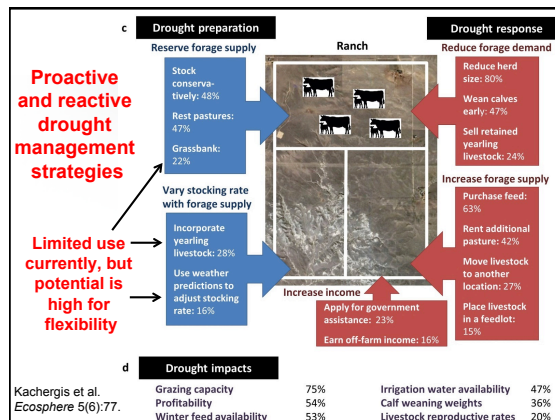 c
Drought preparation
Drought response
Reserve forage supply
Ranch
Reduce forage demand
Proactive
and reactive
drought
management
strategies
Stock
conserva-
tively: 48%
Rest pastures:
47%
Grassbank:
22%
Reduce herd
size: 80%
Wean calves
early: 47%
Sell retained
yearling
livestock: 24%
Vary stocking rate
with forage supply
Increase forage supply
Limited use
currently, but
potential is
high for
flexibility
Incorporate
yearling
livestock: 28%
Use weather
predictions to
adjust stocking
rate: 16%
Purchase feed:
63%
Rent additional
pasture: 42%
Move livestock
to another
location: 27%
Place livestock
in a feedlot:
15%
Increase income
Apply for government
assistance: 23%
Earn off-farm income: 16%
d
Drought impacts
Kachergis et al.
Ecosphere 5(6):77.
Grazing capacity 75% Irrigation water availability 47%
Profitability 54% Calf weaning weights 36%
Winter feed availability 53% Livestock reproductive rates 20%